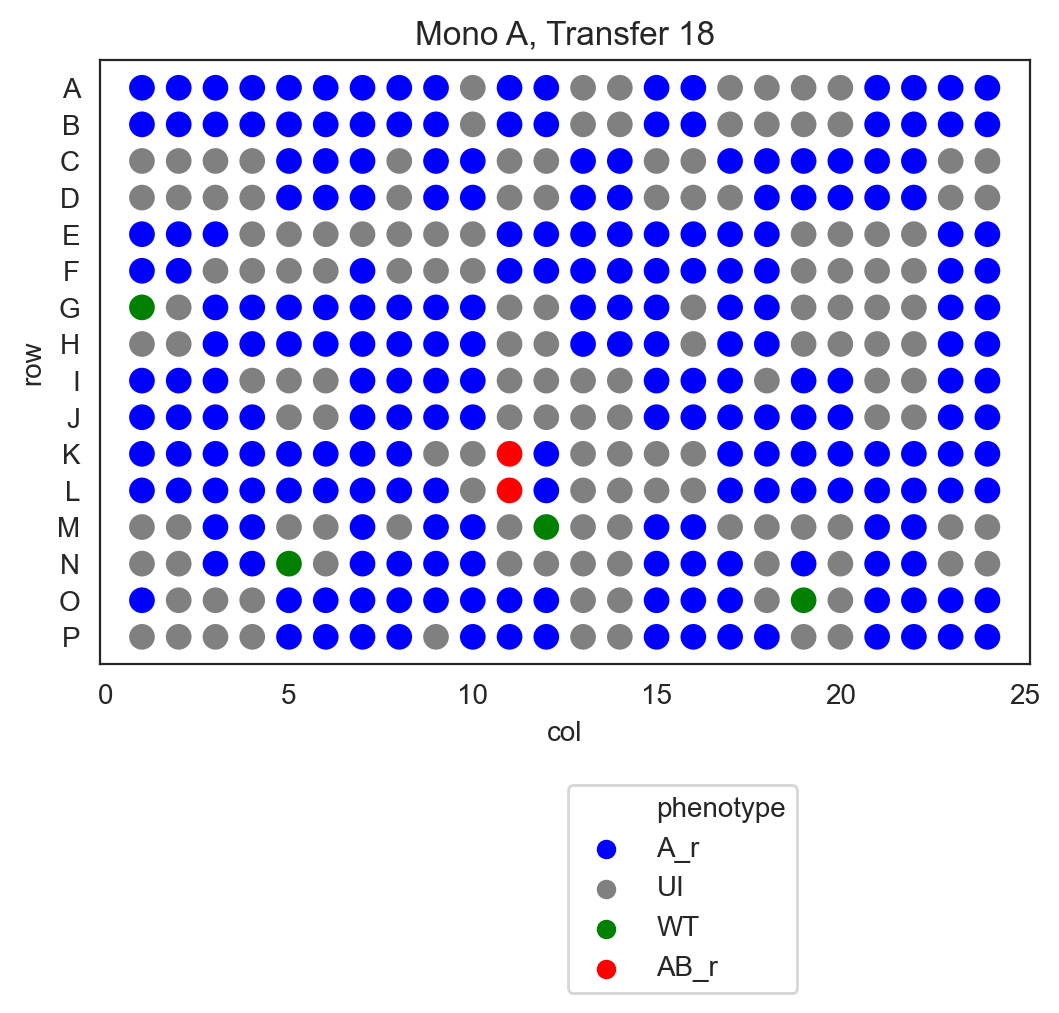 Mono A, Transfer 18
A
B
C
D
E
F
G
H
I
J
K
L
M
N
O
P
row
0 5 10 15 20 25
col
phenotype
A_r
UI
WT
AB_r